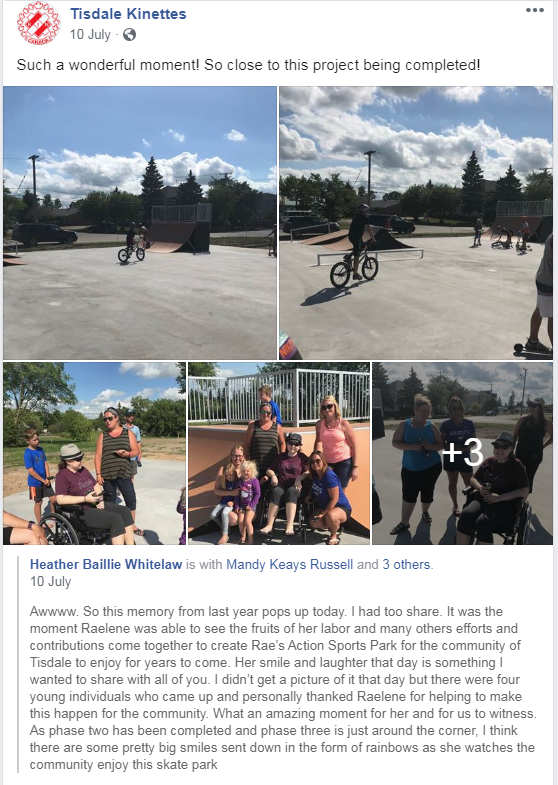 Tisdale Kinettes
10 July
Such a wonderful moment! So close to this project being completed!
+3
Heather Baillie Whitelaw is with Mandy Keays Russell and 3 others.
10 July
Awwww. So this memory from last year pops up today. I had too share. It was the
moment Raelene was able to see the fruits of her labor and many others efforts and
contributions come together to create Rae's Action Sports Park for the community of
Tisdale to enjoy for years to come. Her smile and laughter that day is something I
wanted to share with all of you. I didn't get a picture of it that day but there were four
young individuals who came up and personally thanked Raelene for helping to make
this happen for the community. What an amazing moment for her and for us to witness.
As phase two has been completed and phase three is just around the corner, I think
there are some pretty big smiles sent down in the form of rainbows as she watches the
community enjoy this skate park